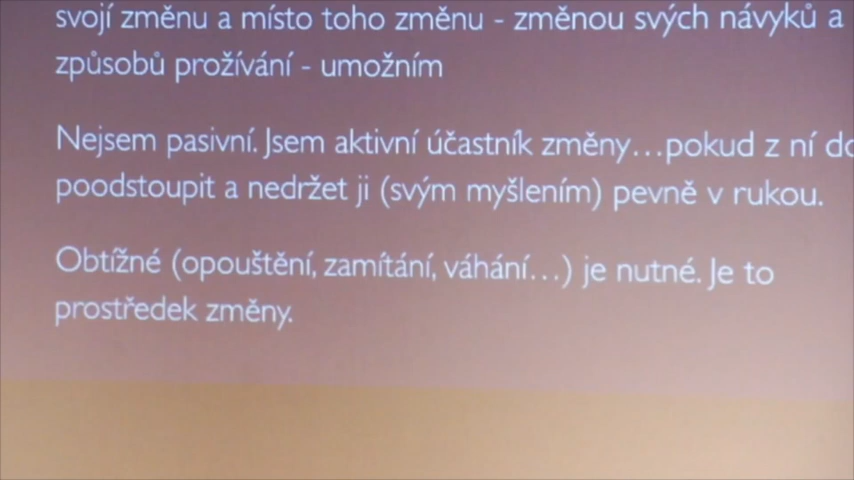 svojí změnu a místo toho změnu - změnou svých návyků a
způsobů prožívání - umožním
Nejsem pasivní. Jsem aktivní účastník změny...pokud z ní
poodstoupit a nedržet ji (svým myšlením) pevně v rukou.
Obtížné (opouštění, zamítání, váhání...) je nutné. Je to
prostředek změny.